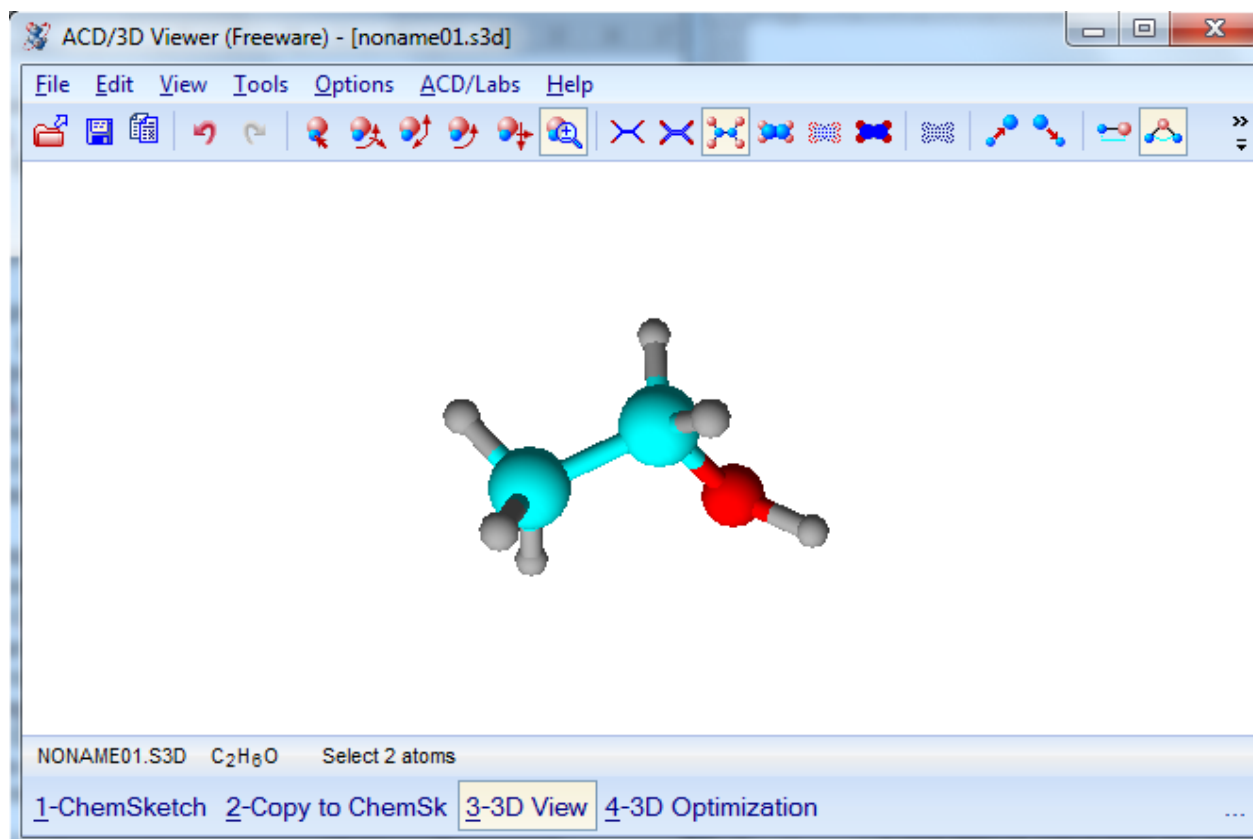 ACD/3D Viewer (Freeware) - [noname01.s3d]
File Edit View Tools Options ACD/Labs Help
NONAME01.S3D C₂H₆O Select 2 atoms
1-ChemSketch 2-Copy to ChemSk 3-3D View 4-3D Optimization ...